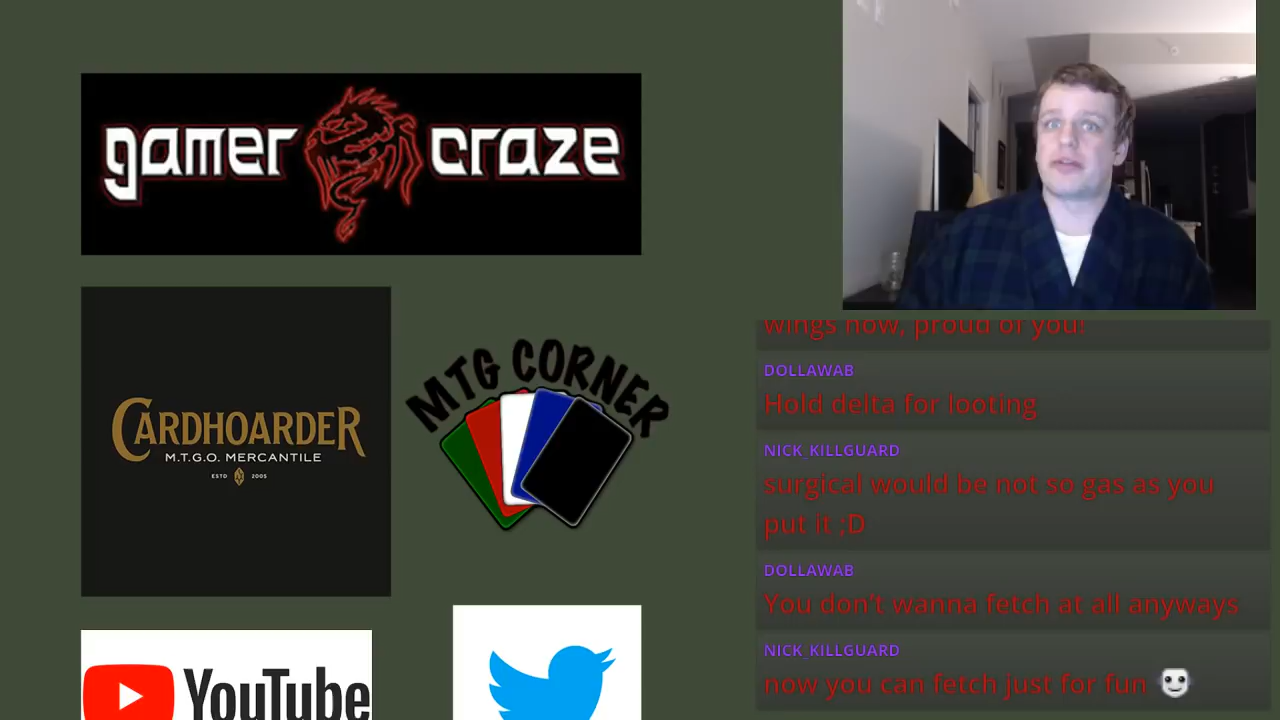 gamer craze
CARDHOARDER
M.T.G.O. MERCANTILE
ESTD 2005
MTG CORNER
YouTube
wings now, proud of you!
DOLLAWAB
Hold delta for looting
NICK_KILLGUARD
surgical would be not so gas as you
put it ;D
DOLLAWAB
You don't wanna fetch at all anyways
NICK_KILLGUARD
now you can fetch just for fun